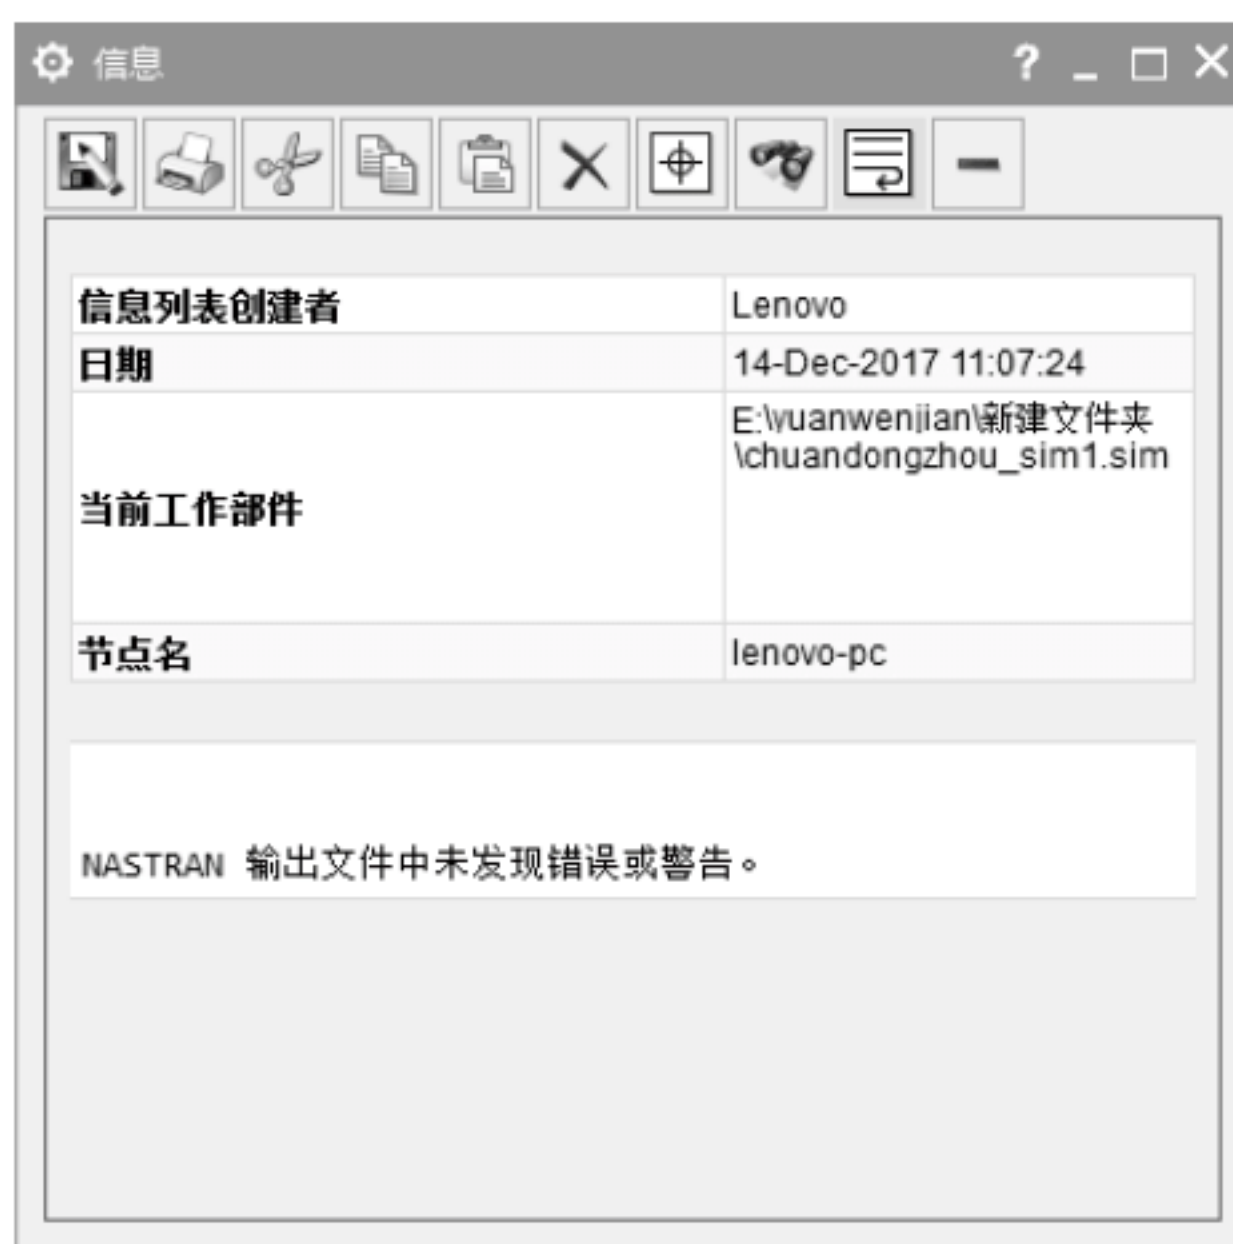 信息
信息列表创建者 Lenovo
日期 14-Dec-2017 11:07:24
当前工作部件 E:\yuanwenjian\新建文件夹
\chuandongzhou_sim1.sim
节点名 lenovo-pc
NASTRAN 输出文件中未发现错误或警告。